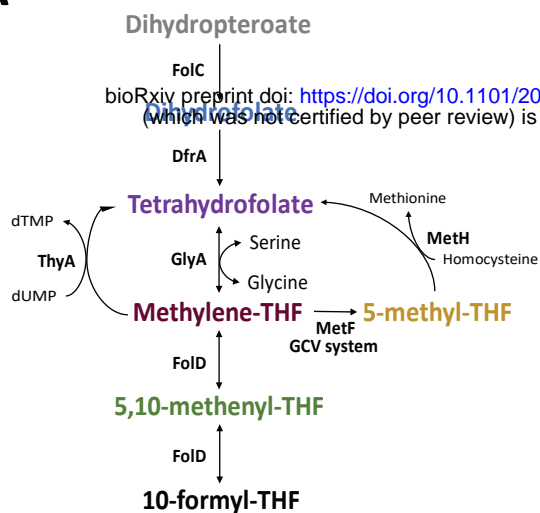 Dihydropteroate
FolC
bioRxiv preprint doi: https://doi.org/10.1101/20
Dihydrofolate
(which was not certified by peer review) is
DfrA
Tetrahydrofolate
Methionine
dTMP
Serine
MetH
ThyA
GlyA
Homocysteine
Glycine
dUMP
Methylene-THF
5-methyl-THF
MetF
GCV system
FolD
5,10-methenyl-THF
FolD
10-formyl-THF